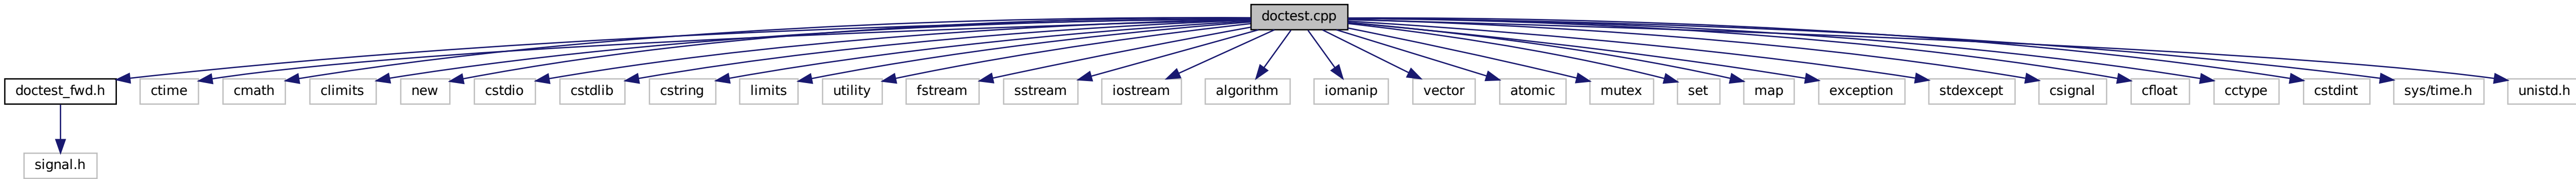 doctest.cpp
doctest_fwd.h
ctime
cmath
climits
new
cstdio
cstdlib
cstring
limits
utility
fstream
sstream
iostream
algorithm
iomanip
vector
atomic
mutex
set
map
exception
stdexcept
csignal
cfloat
cctype
cstdint
sys/time.h
unistd.h
signal.h